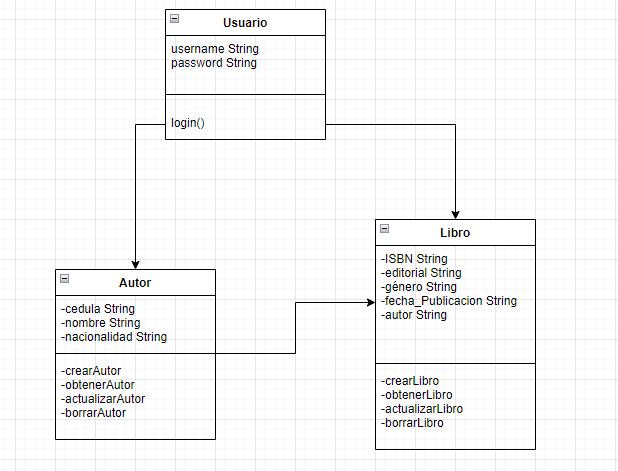 Usuario
username String
password String
login()
Autor
-cedula String
-nombre String
-nacionalidad String
-crearAutor
-obtenerAutor
-actualizarAutor
-borrarAutor
Libro
-ISBN String
-editorial String
-género String
-fecha_Publicacion String
-autor String
-crearLibro
-obtenerLibro
-actualizarLibro
-borrarLibro